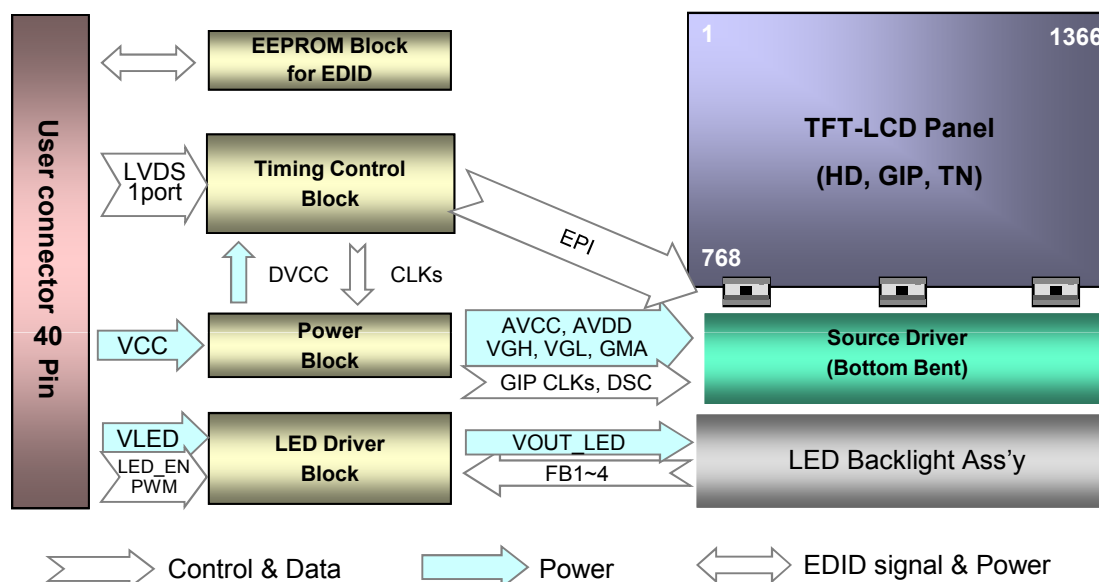 User connector 40 Pin
EEPROM Block
for EDID
1
1366
TFT-LCD Panel
(HD, GIP, TN)
768
LVDS
1port
Timing Control
Block
EPI
DVCC
CLKs
VCC
Power
Block
AVCC, AVDD
VGH, VGL, GMA
GIP CLKs, DSC
Source Driver
(Bottom Bent)
VLED
LED_EN
PWM
LED Driver
Block
VOUT_LED
FB1~4
LED Backlight Ass’y
Control & Data
Power
EDID signal & Power